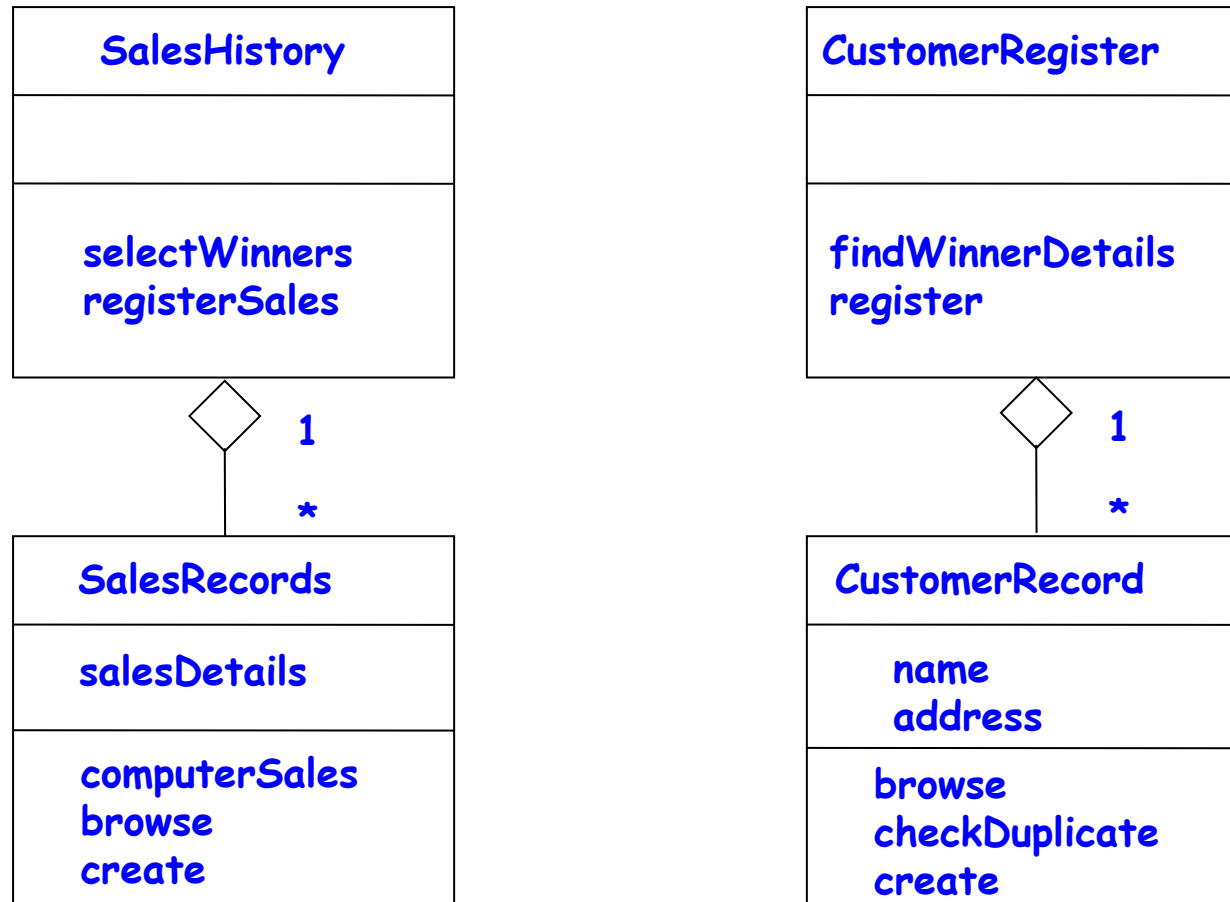 SalesHistory
selectWinners
registerSales
1
*
SalesRecords
salesDetails
computerSales
browse
create
CustomerRegister
findWinnerDetails
register
1
*
CustomerRecord
name
address
browse
checkDuplicate
create